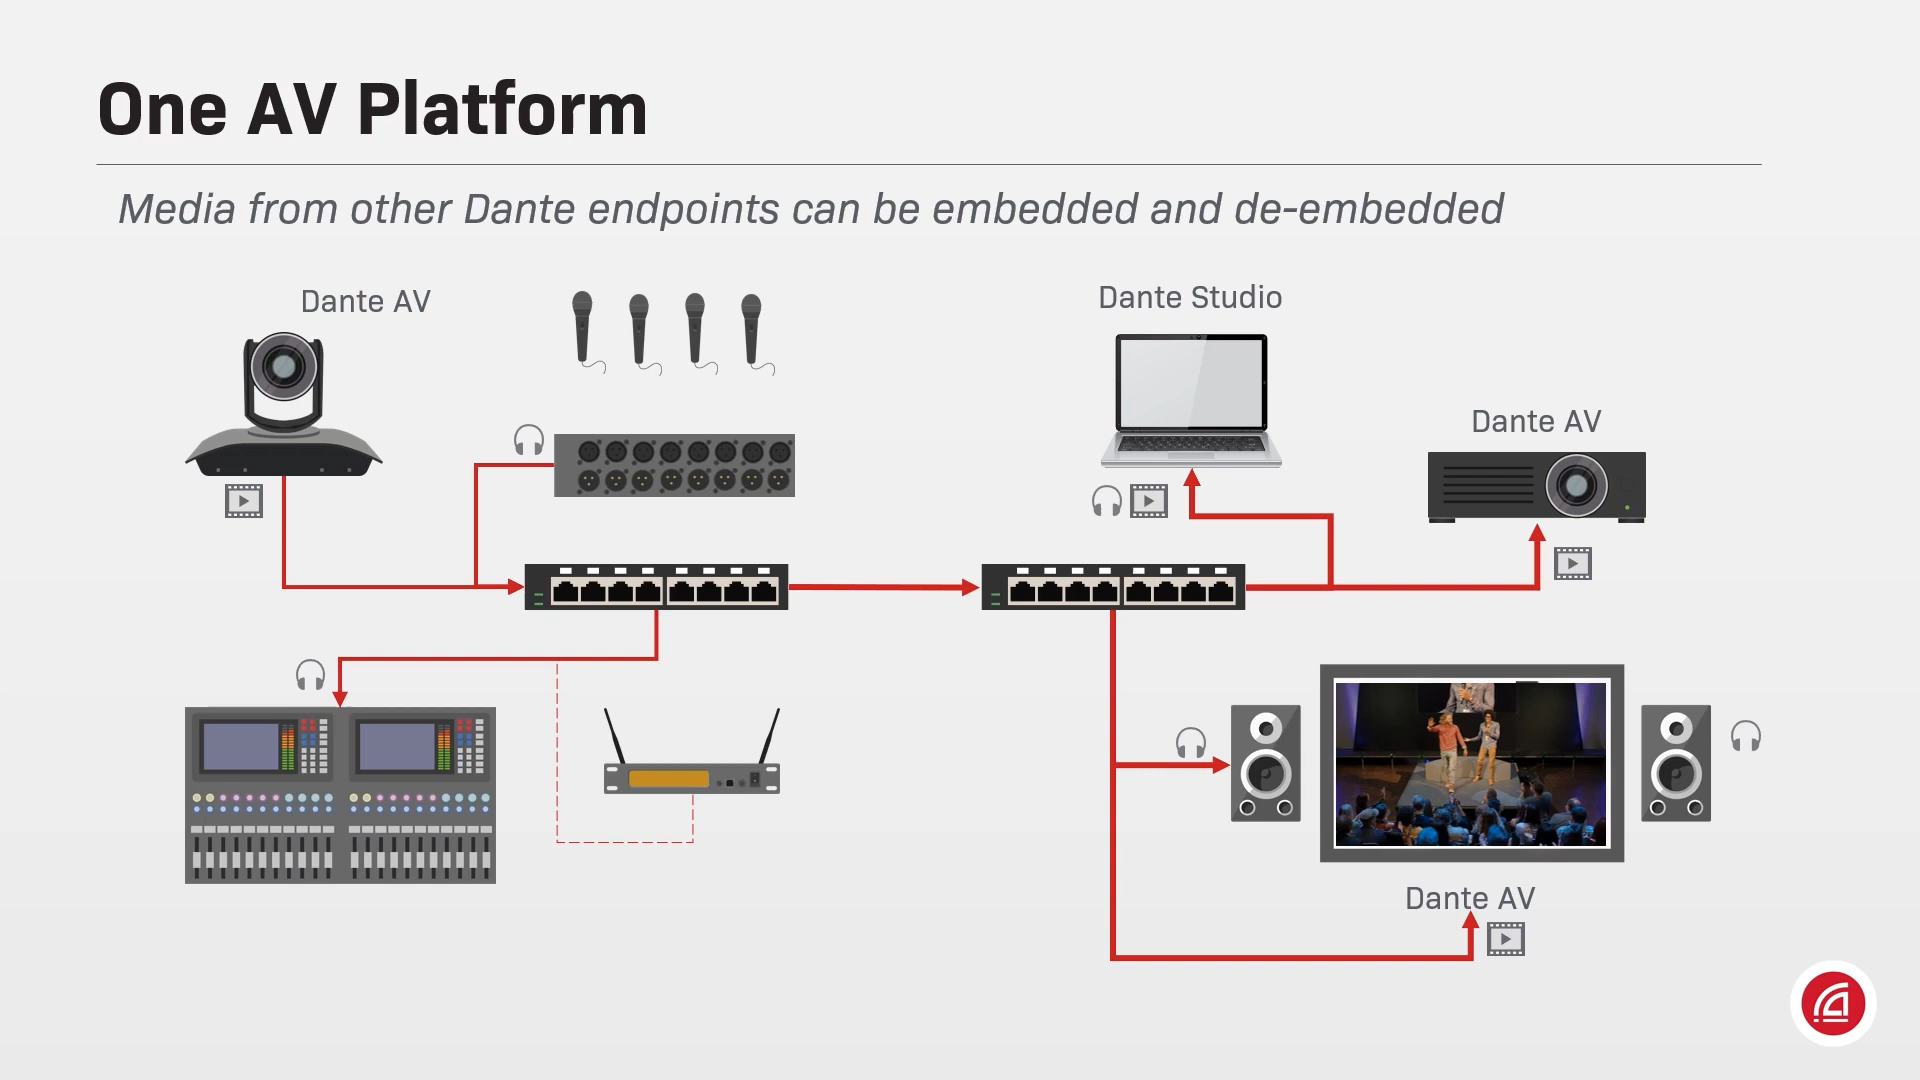 One AV Platform
Media from other Dante endpoints can be embedded and de-embedded
Dante AV
Dante Studio
Dante AV
Dante AV